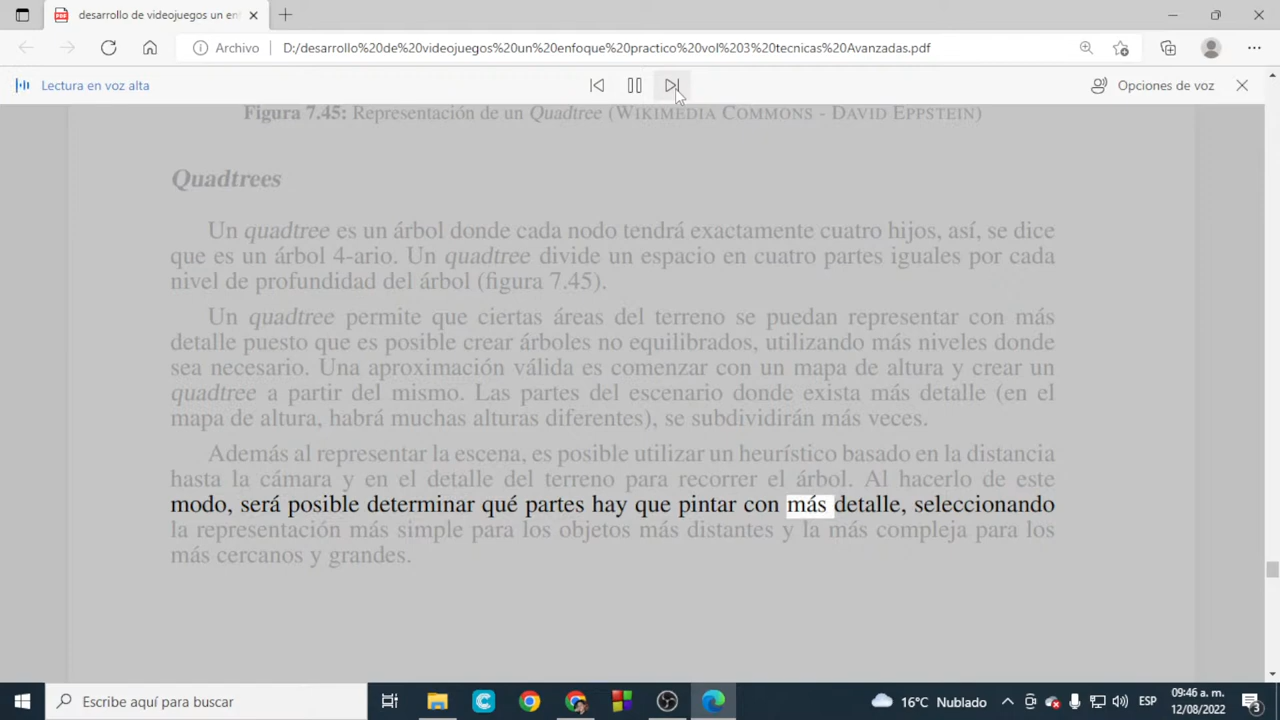 desarrollo de videojuegos un en
Archivo
D:/desarrollo%20de%20videojuegos%20un%20enfoque%20practico%20vol%203%20tecnicas%20Avanzadas.pdf
Lectura en voz alta
Opciones de voz
Figura 7.45: Representación de un Quadtree (WIKIMEDIA COMMONS - DAVID EPPSTEIN)
Quadtrees
Un quadtree es un árbol donde cada nodo tendrá exactamente cuatro hijos, así, se dice
que es un árbol 4-ario. Un quadtree divide un espacio en cuatro partes iguales por cada
nivel de profundidad del árbol (figura 7.45).
Un quadtree permite que ciertas áreas del terreno se puedan representar con más
detalle puesto que es posible crear árboles no equilibrados, utilizando más niveles donde
sea necesario. Una aproximación válida es comenzar con un mapa de altura y crear un
quadtree a partir del mismo. Las partes del escenario donde exista más detalle (en el
mapa de altura, habrá muchas alturas diferentes), se subdividirán más veces.
Además al representar la escena, es posible utilizar un heurístico basado en la distancia
hasta la cámara y en el detalle del terreno para recorrer el árbol. Al hacerlo de este
modo, será posible determinar qué partes hay que pintar con más detalle, seleccionando
la representación más simple para los objetos más distantes y la más compleja para los
más cercanos y grandes.
Escribe aquí para buscar
16°C Nublado
ESP
09:46 a. m.
12/08/2022
3